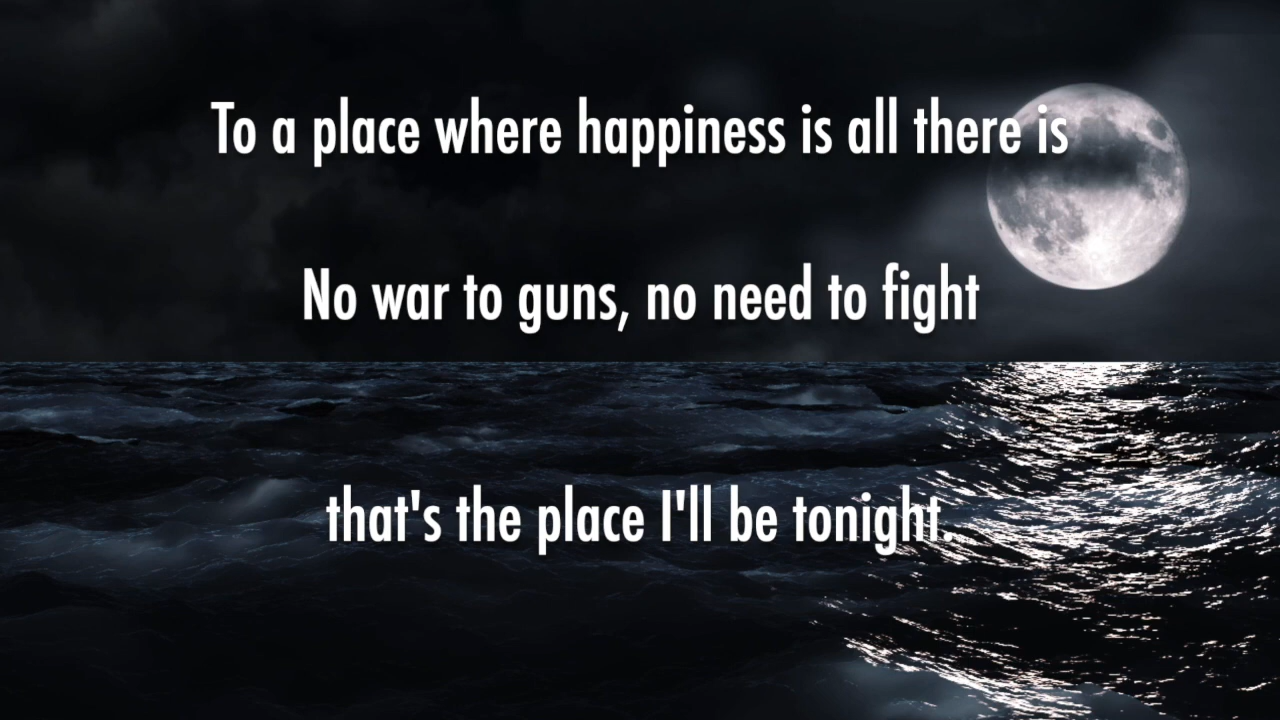 To a place where happiness is all there is
No war to guns, no need to fight
that's the place I'll be tonight.